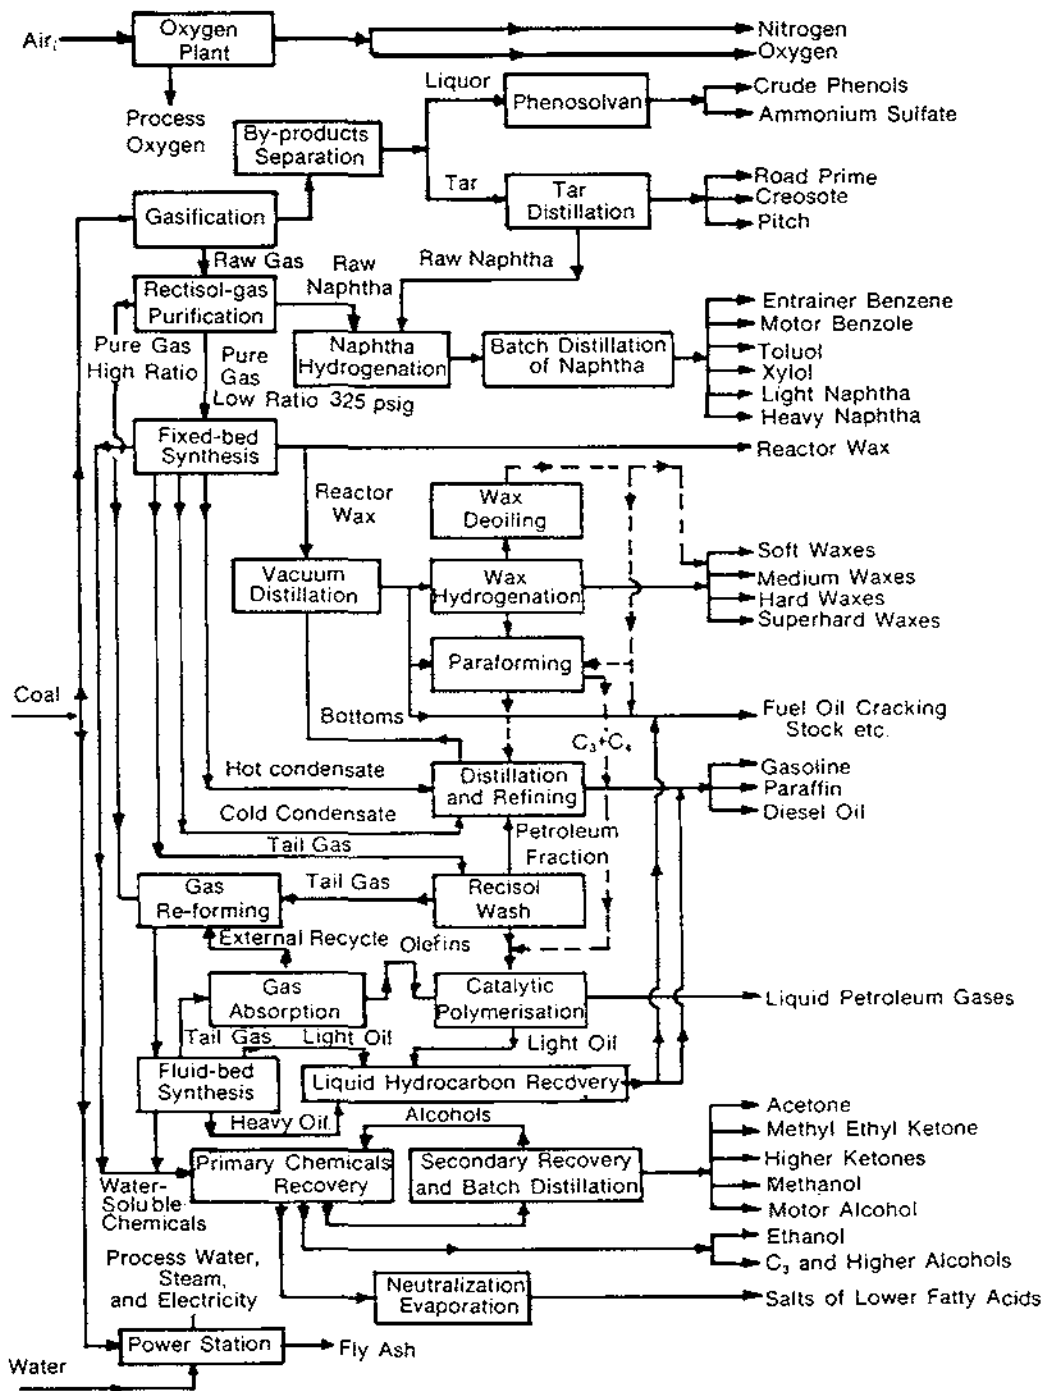 Air
Oxygen
Plant
Nitrogen
Oxygen
Process
Oxygen
Liquor
Phenosolvan
Crude Phenols
Ammonium Sulfate
By-products
Separation
Tar
Tar
Distillation
Road Prime
Creosote
Pitch
Gasification
Raw Gas
Raw
Naphtha
Raw Naphtha
Rectisol-gas
Purification
Pure Gas
High Ratio
Pure
Gas
Low Ratio 325 psig
Naphtha
Hydrogenation
Batch Distillation
of Naphtha
Entrainer Benzene
Motor Benzole
Toluol
Xylol
Light Naphtha
Heavy Naphtha
Fixed-bed
Synthesis
Reactor Wax
Reactor
Wax
Wax
Deoiling
Vacuum
Distillation
Wax
Hydrogenation
Soft Waxes
Medium Waxes
Hard Waxes
Superhard Waxes
Paraforming
Coal
Bottoms
Fuel Oil Cracking
Stock etc.
C₃+C₄
Hot condensate
Distillation
and Refining
Gasoline
Paraffin
Diesel Oil
Cold Condensate
Tail Gas
Petroleum
Fraction
Gas
Re-forming
Tail Gas
Recisol
Wash
External Recycle
Olefins
Gas
Absorption
Catalytic
Polymerisation
Liquid Petroleum Gases
Tail Gas
Light Oil
Light Oil
Fluid-bed
Synthesis
Liquid Hydrocarbon Recovery
Heavy Oil
Alcohols
Primary Chemicals
Recovery
Secondary Recovery
and Batch Distillation
Acetone
Methyl Ethyl Ketone
Higher Ketones
Methanol
Motor Alcohol
Water-
Soluble
Chemicals
Ethanol
C₃ and Higher Alcohols
Process Water,
Steam,
and Electricity
Neutralization
Evaporation
Salts of Lower Fatty Acids
Power Station
Fly Ash
Water